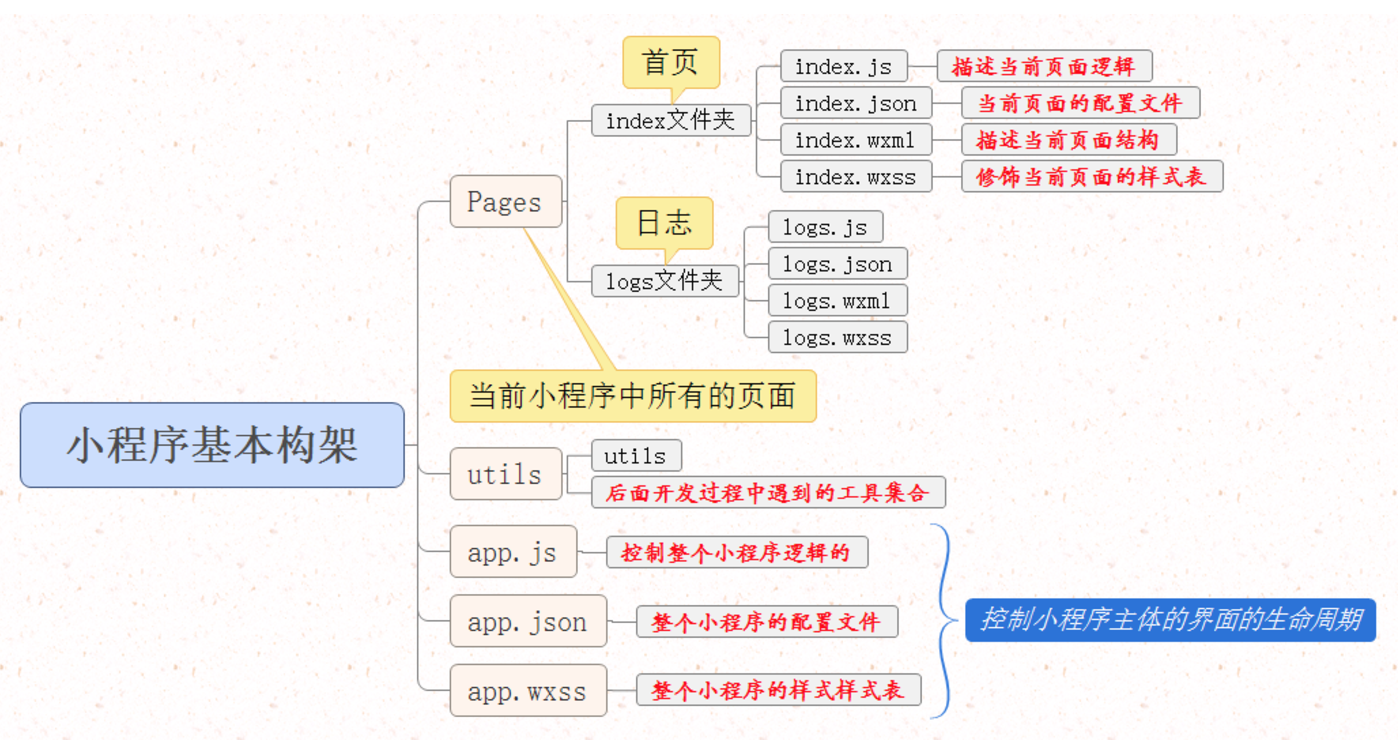 小程序基本构架
Pages
当前小程序中所有的页面
首页
index文件夹
index.js
描述当前页面逻辑
index.json
当前页面的配置文件
index.wxml
描述当前页面结构
index.wxss
修饰当前页面的样式表
日志
logs文件夹
logs.js
logs.json
logs.wxml
logs.wxss
utils
utils
后面开发过程中遇到的工具集合
app.js
控制整个小程序逻辑的
app.json
整个小程序的配置文件
app.wxss
整个小程序的样式样式表
控制小程序主体的界面的生命周期